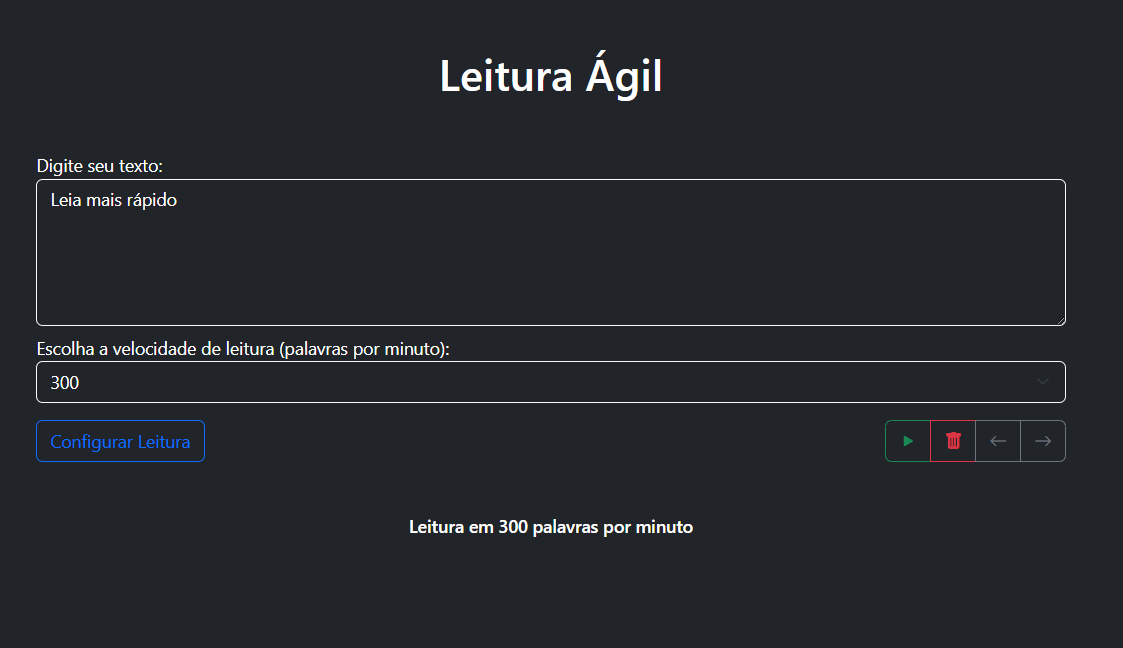 Leitura Ágil
Digite seu texto:
Leia mais rápido
Escolha a velocidade de leitura (palavras por minuto):
300
Configurar Leitura
Leitura em 300 palavras por minuto